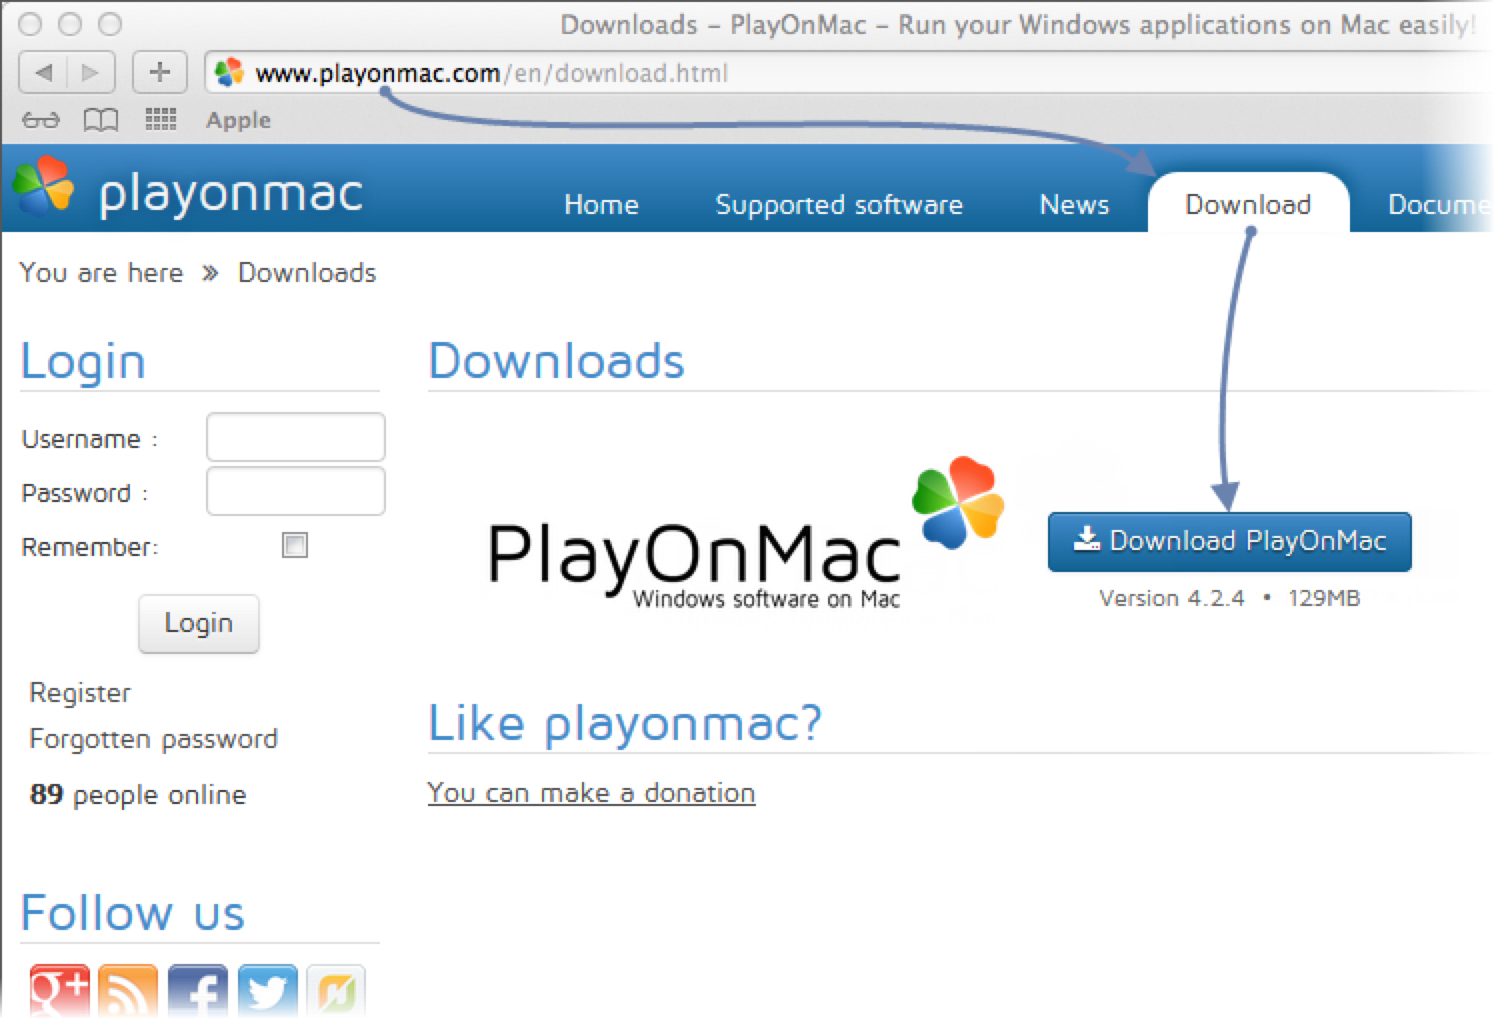 Downloads – PlayOnMac – Run your Windows applications on Mac easily!
www.playonmac.com/en/download.html
Apple
playonmac
Home Supported software News Download Docume
You are here » Downloads
Login
Username :
Password :
Remember:
Login
Register
Forgotten password
89 people online
Follow us
g+
f
Downloads
PlayOnMac
Windows software on Mac
Download PlayOnMac
Version 4.2.4 • 129MB
Like playonmac?
You can make a donation